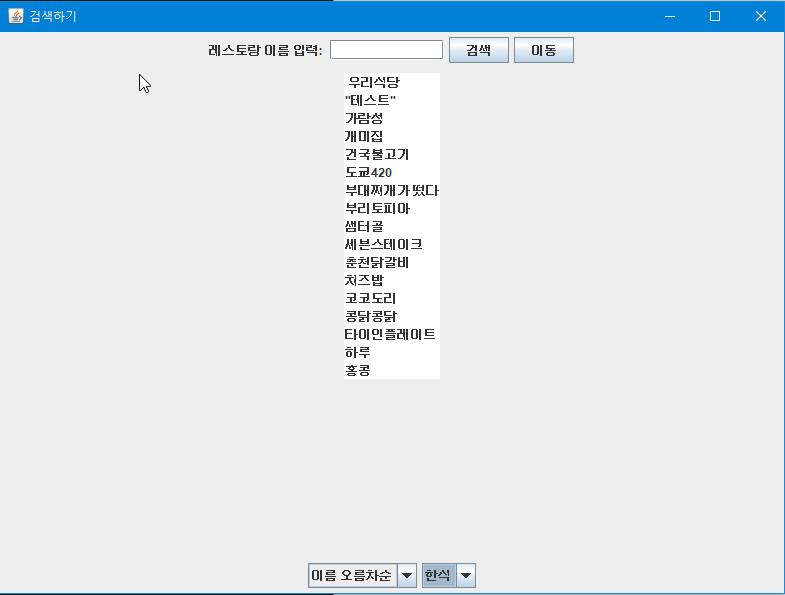 검색하기
레스토랑 이름 입력: 검색 이동
우리식당
"테스트"
가람성
개미집
건국불고기
도쿄420
부대찌개가 떴다
부리토피아
샘터골
세븐스테이크
춘천닭갈비
치즈밥
코코도리
콩닭콩닭
타이인플레이트
하루
홍콩
이름 오름차순 한식